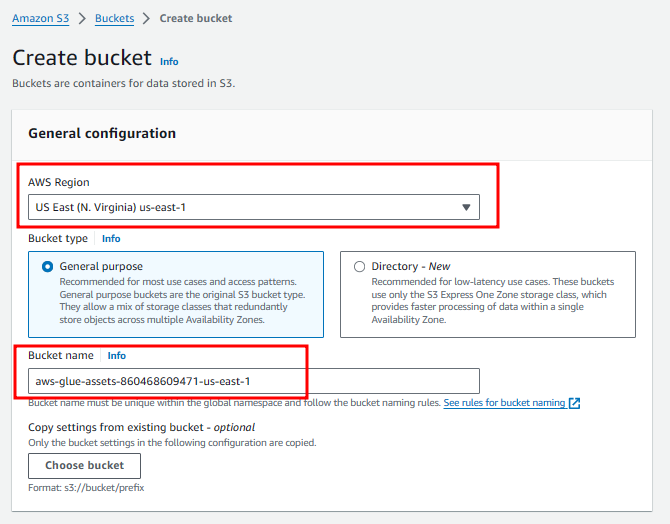 Amazon S3 > Buckets > Create bucket
Create bucket Info
Buckets are containers for data stored in S3.
General configuration
AWS Region
US East (N. Virginia) us-east-1
Bucket type Info
General purpose
Recommended for most use cases and access patterns.
General purpose buckets are the original S3 bucket type.
They allow a mix of storage classes that redundantly
store objects across multiple Availability Zones.
Directory - New
Recommended for low-latency use cases. These buckets
use only the S3 Express One Zone storage class, which
provides faster processing of data within a single
Availability Zone.
Bucket name Info
aws-glue-assets-860468609471-us-east-1
Bucket name must be unique within the global namespace and follow the bucket naming rules. See rules for bucket naming
Copy settings from existing bucket - optional
Only the bucket settings in the following configuration are copied.
Choose bucket
Format: s3://bucket/prefix